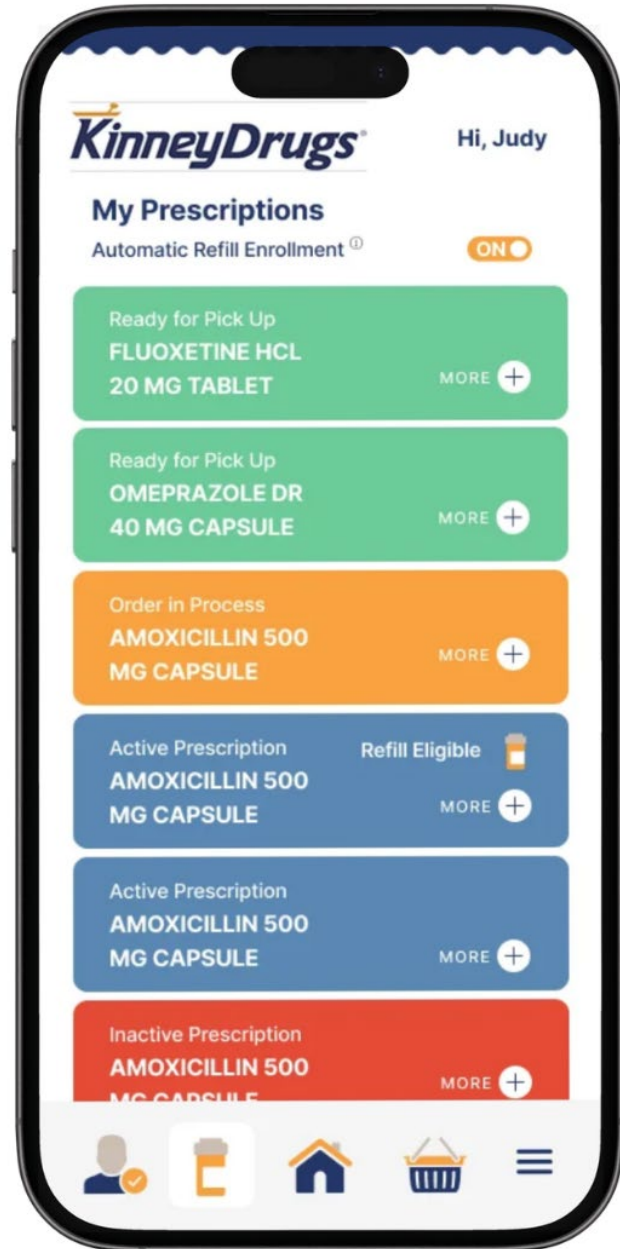 KinneyDrugs®
Hi, Judy
My Prescriptions
Automatic Refill Enrollment ⓘ
ON
Ready for Pick Up
FLUOXETINE HCL
20 MG TABLET
MORE
Ready for Pick Up
OMEPRAZOLE DR
40 MG CAPSULE
MORE
Order in Process
AMOXICILLIN 500
MG CAPSULE
MORE
Active Prescription
Refill Eligible
AMOXICILLIN 500
MG CAPSULE
MORE
Active Prescription
AMOXICILLIN 500
MG CAPSULE
MORE
Inactive Prescription
AMOXICILLIN 500
MG CAPSULE
MORE